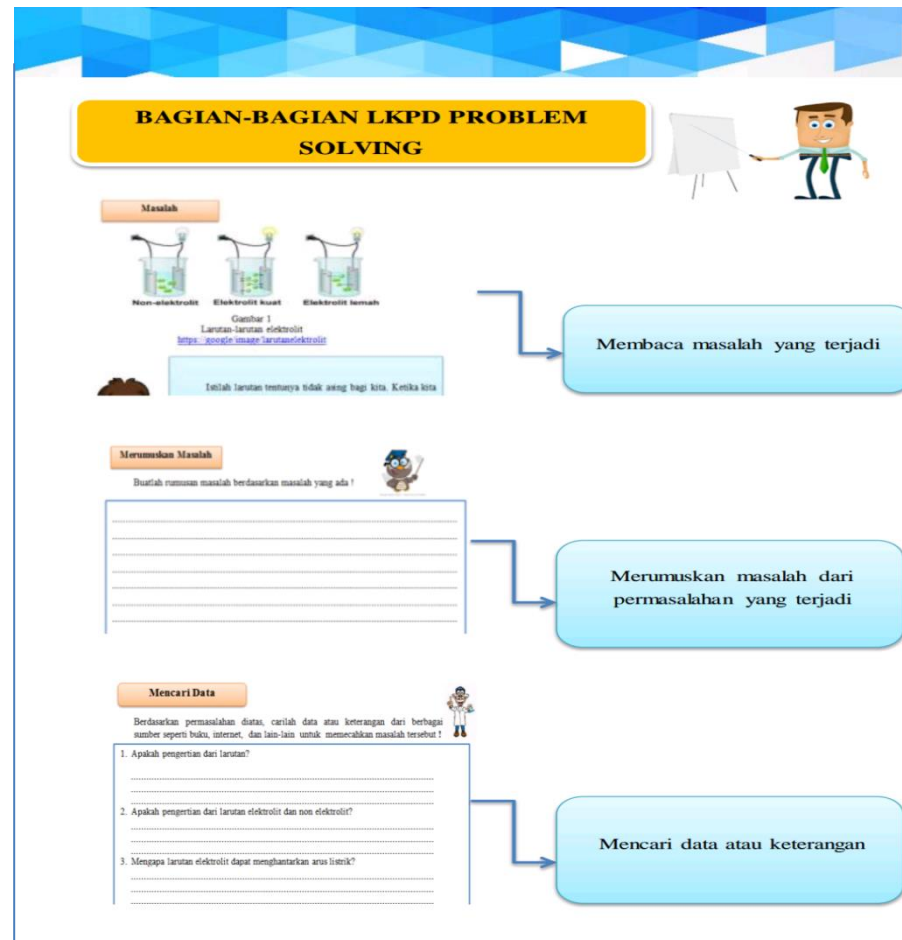 BAGIAN-BAGIAN LKPD PROBLEM
SOLVING
Masalah
Non-elektrolit Elektrolit kuat Elektrolit lemah
Gambar 1
Larutan-larutan elektrolit
https://google/image/larutanelektrolit
Istilah larutan tentunya tidak asing bagi kita. Ketika kita
Membaca masalah yang terjadi
Merumuskan Masalah
Buatlah rumusan masalah berdasarkan masalah yang ada !
Merumuskan masalah dari
permasalahan yang terjadi
Mencari Data
Berdasarkan permasalahan diatas, carilah data atau keterangan dari berbagai
sumber seperti buku, internet, dan lain-lain untuk memecahkan masalah tersebut !
1. Apakah pengertian dari larutan?
2. Apakah pengertian dari larutan elektrolit dan non elektrolit?
3. Mengapa larutan elektrolit dapat menghantarkan arus listrik?
Mencari data atau keterangan